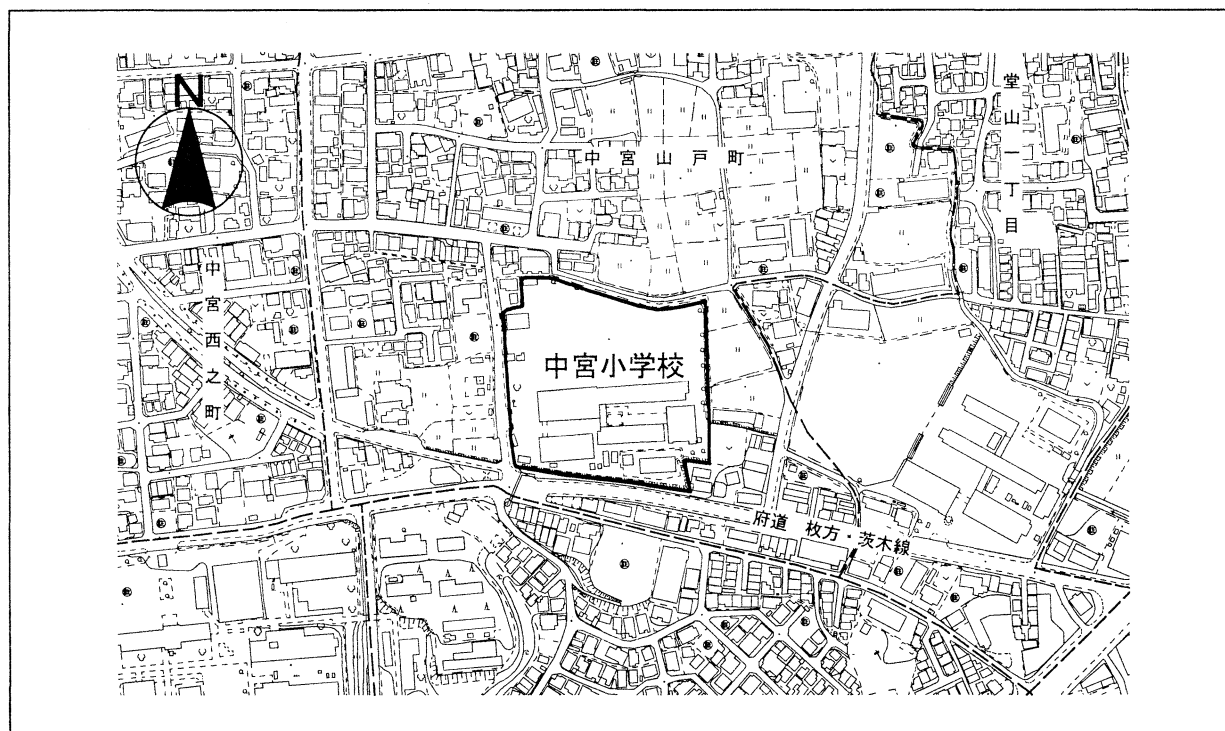 N
中宮山戸町
堂山一丁目
中宮西之町
中宮小学校
府道 枚方・茨木線